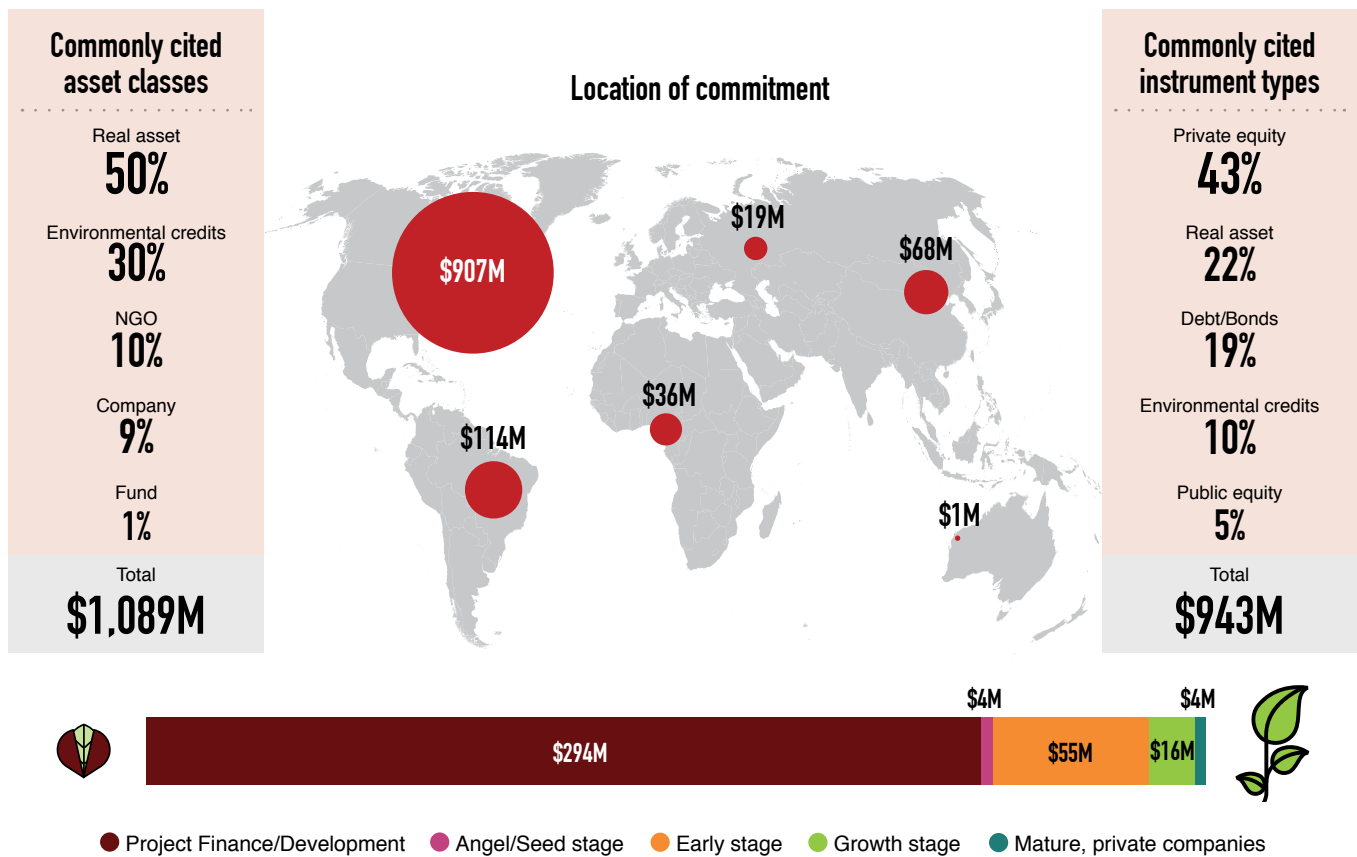 Commonly cited
asset classes
Real asset
50%
Environmental credits
30%
NGO
10%
Company
9%
Fund
1%
Total
$1,089M
Location of commitment
$907M
$19M
$68M
$36M
$114M
$1M
Commonly cited
instrument types
Private equity
43%
Real asset
22%
Debt/Bonds
19%
Environmental credits
10%
Public equity
5%
Total
$943M
$4M
$4M
$294M
$55M
$16M
Project Finance/Development
Angel/Seed stage
Early stage
Growth stage
Mature, private companies